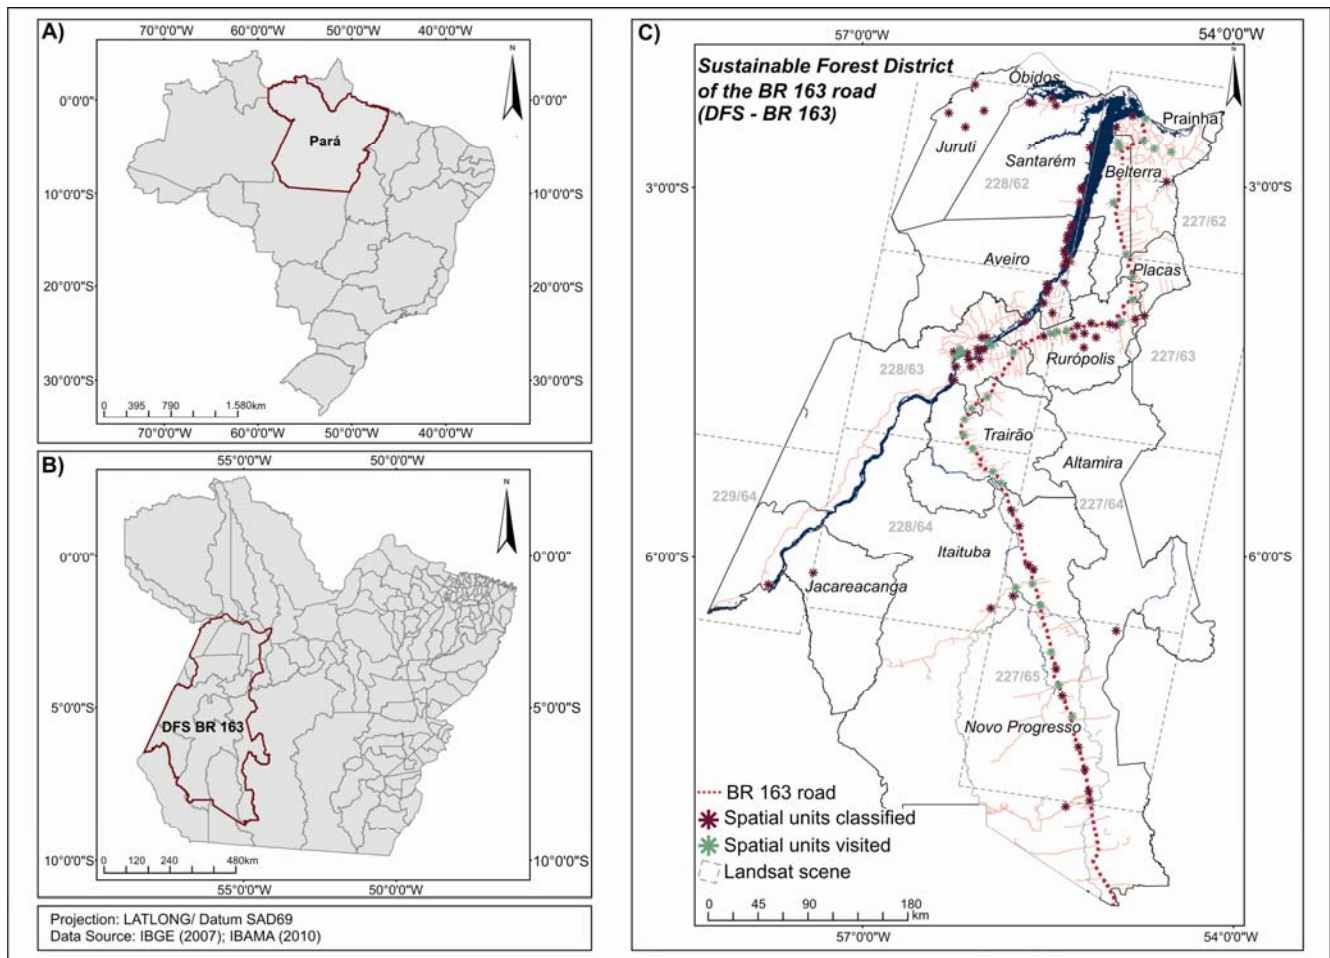 A)
70°0'0"W 60°0'0"W 50°0'0"W 40°0'0"W
N
0°0'0" 0°0'0"
Pará
10°0'0"S 10°0'0"S
20°0'0"S 20°0'0"S
30°0'0"S 30°0'0"S
0 395 790 1.580km
70°0'0"W 60°0'0"W 50°0'0"W 40°0'0"W
B)
55°0'0"W 50°0'0"W
N
0°0'0" 0°0'0"
5°0'0"S 5°0'0"S
DFS BR 163
0 120 240 480km
10°0'0"S 10°0'0"S
55°0'0"W 50°0'0"W
Projection: LATLONG/ Datum SAD69
Data Source: IBGE (2007); IBAMA (2010)
C)
57°0'0"W 54°0'0"W
Sustainable Forest District
of the BR 163 road
(DFS - BR 163)
N
Óbidos
Prainha
Juruti
Santarém
Belterra
228/62
3°0'0"S 3°0'0"S
227/62
Aveiro
Placas
Rurópolis
227/63
228/63
Trairão
Altamira
229/64
227/64
228/64
Itaituba
6°0'0"S 6°0'0"S
Jacareacanga
227/65
Novo Progresso
BR 163 road
Spatial units classified
Spatial units visited
Landsat scene
0 45 90 180
km
57°0'0"W 54°0'0"W